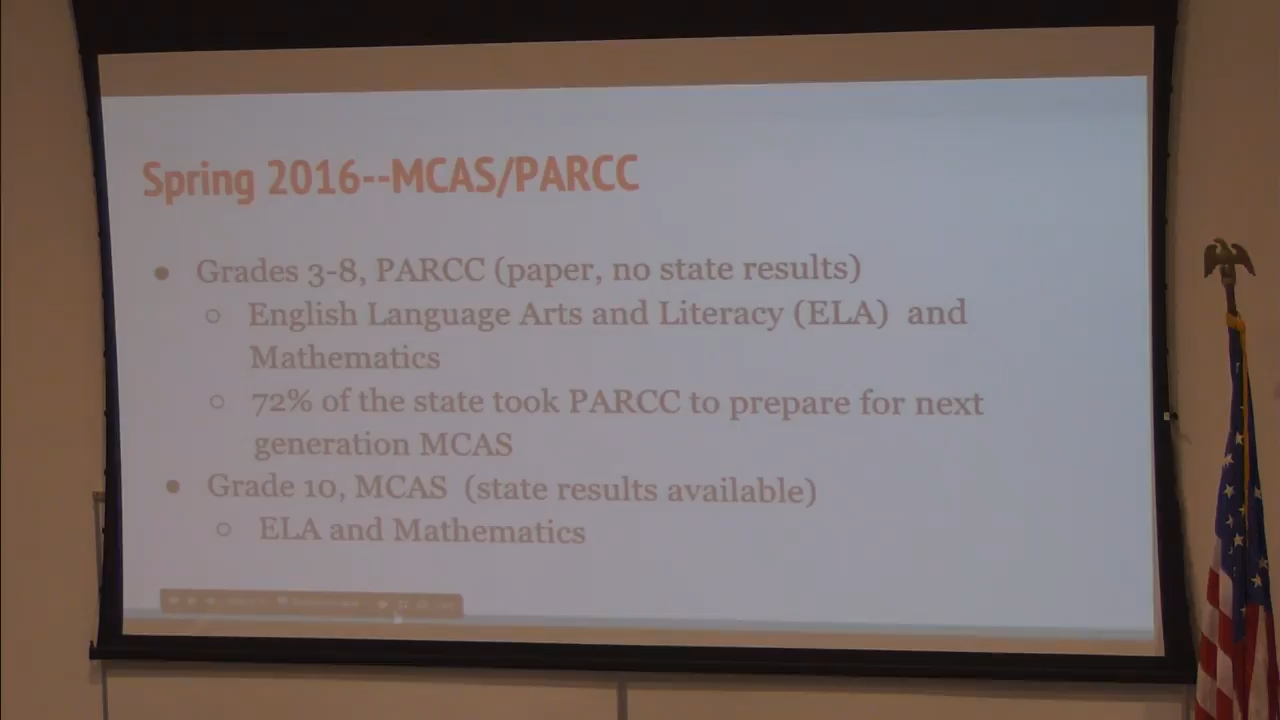 Spring 2016--MCAS/PARCC
● Grades 3-8, PARCC (paper, no state results)
○ English Language Arts and Literacy (ELA) and
Mathematics
○ 72% of the state took PARCC to prepare for next
generation MCAS
● Grade 10, MCAS (state results available)
○ ELA and Mathematics